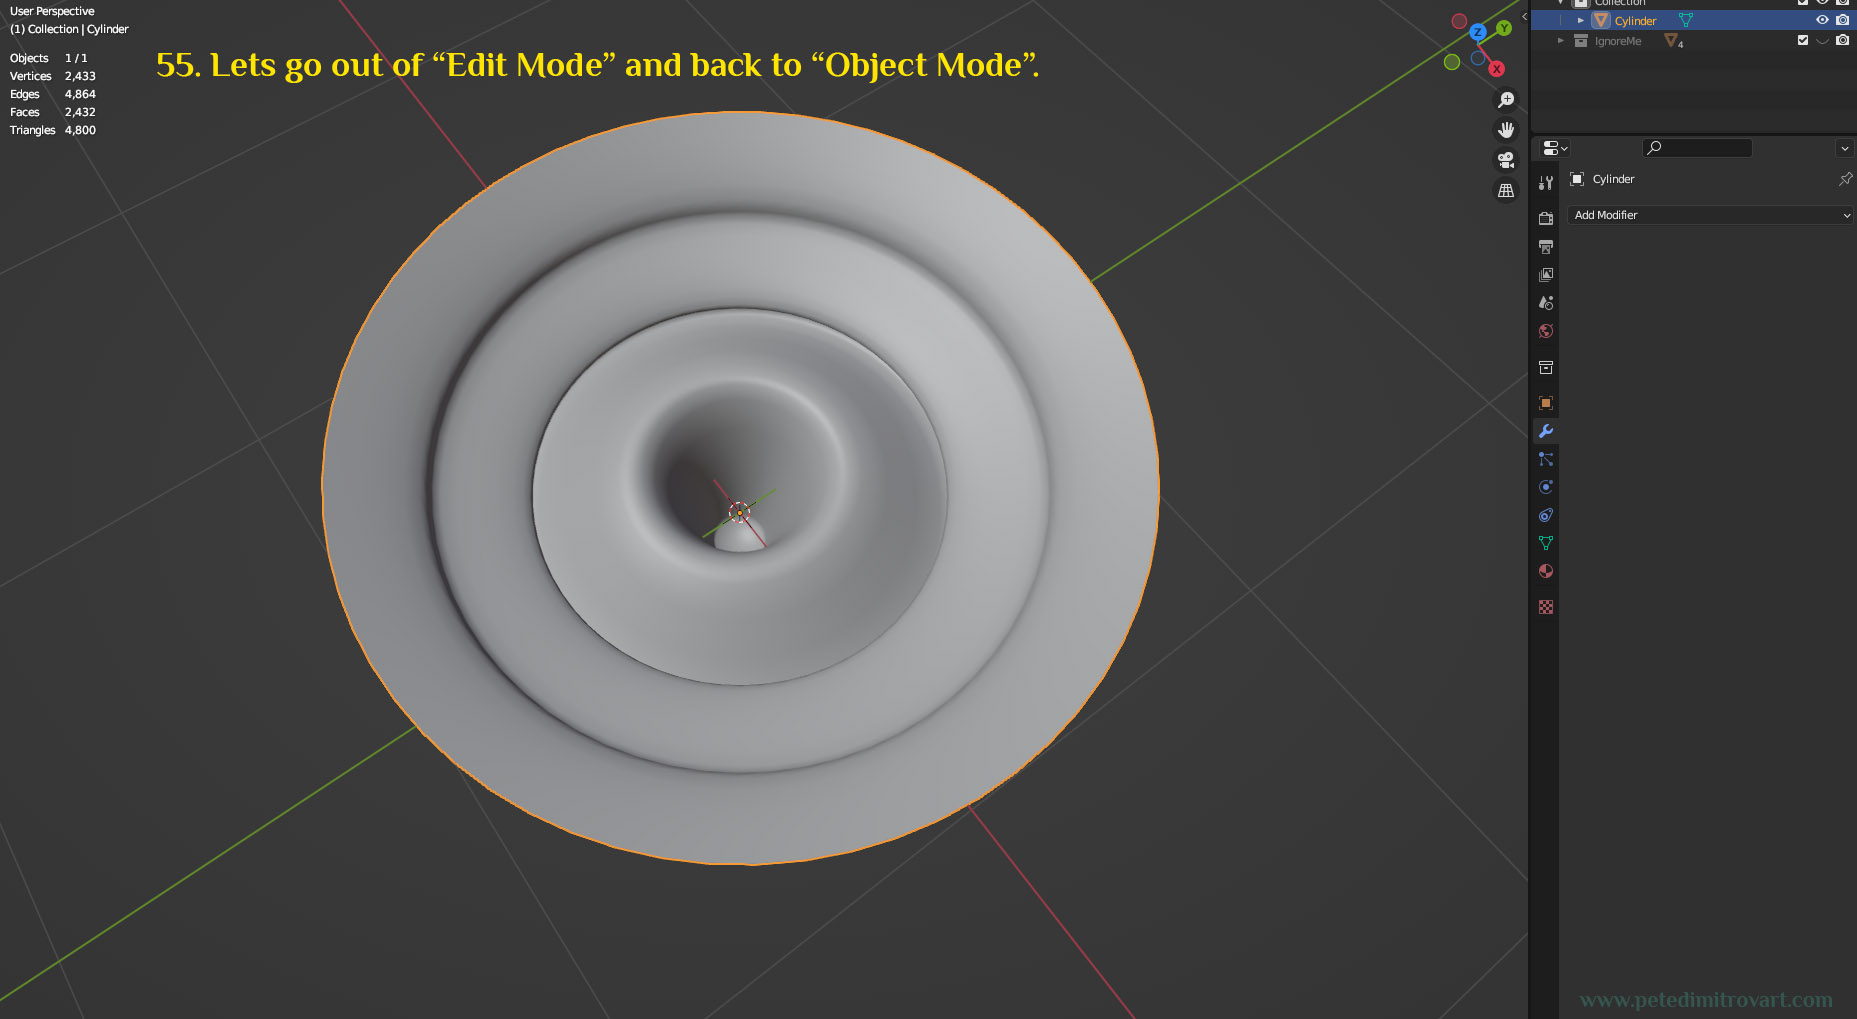 User Perspective
(1) Collection | Cylinder
Objects 1 / 1
Vertices 2,433
Edges 4,864
Faces 2,432
Triangles 4,800
55. Lets go out of “Edit Mode” and back to “Object Mode”.
Z
Y
X
Collection
Cylinder
IgnoreMe 4
Cylinder
Add Modifier
www.petedimitrovart.com